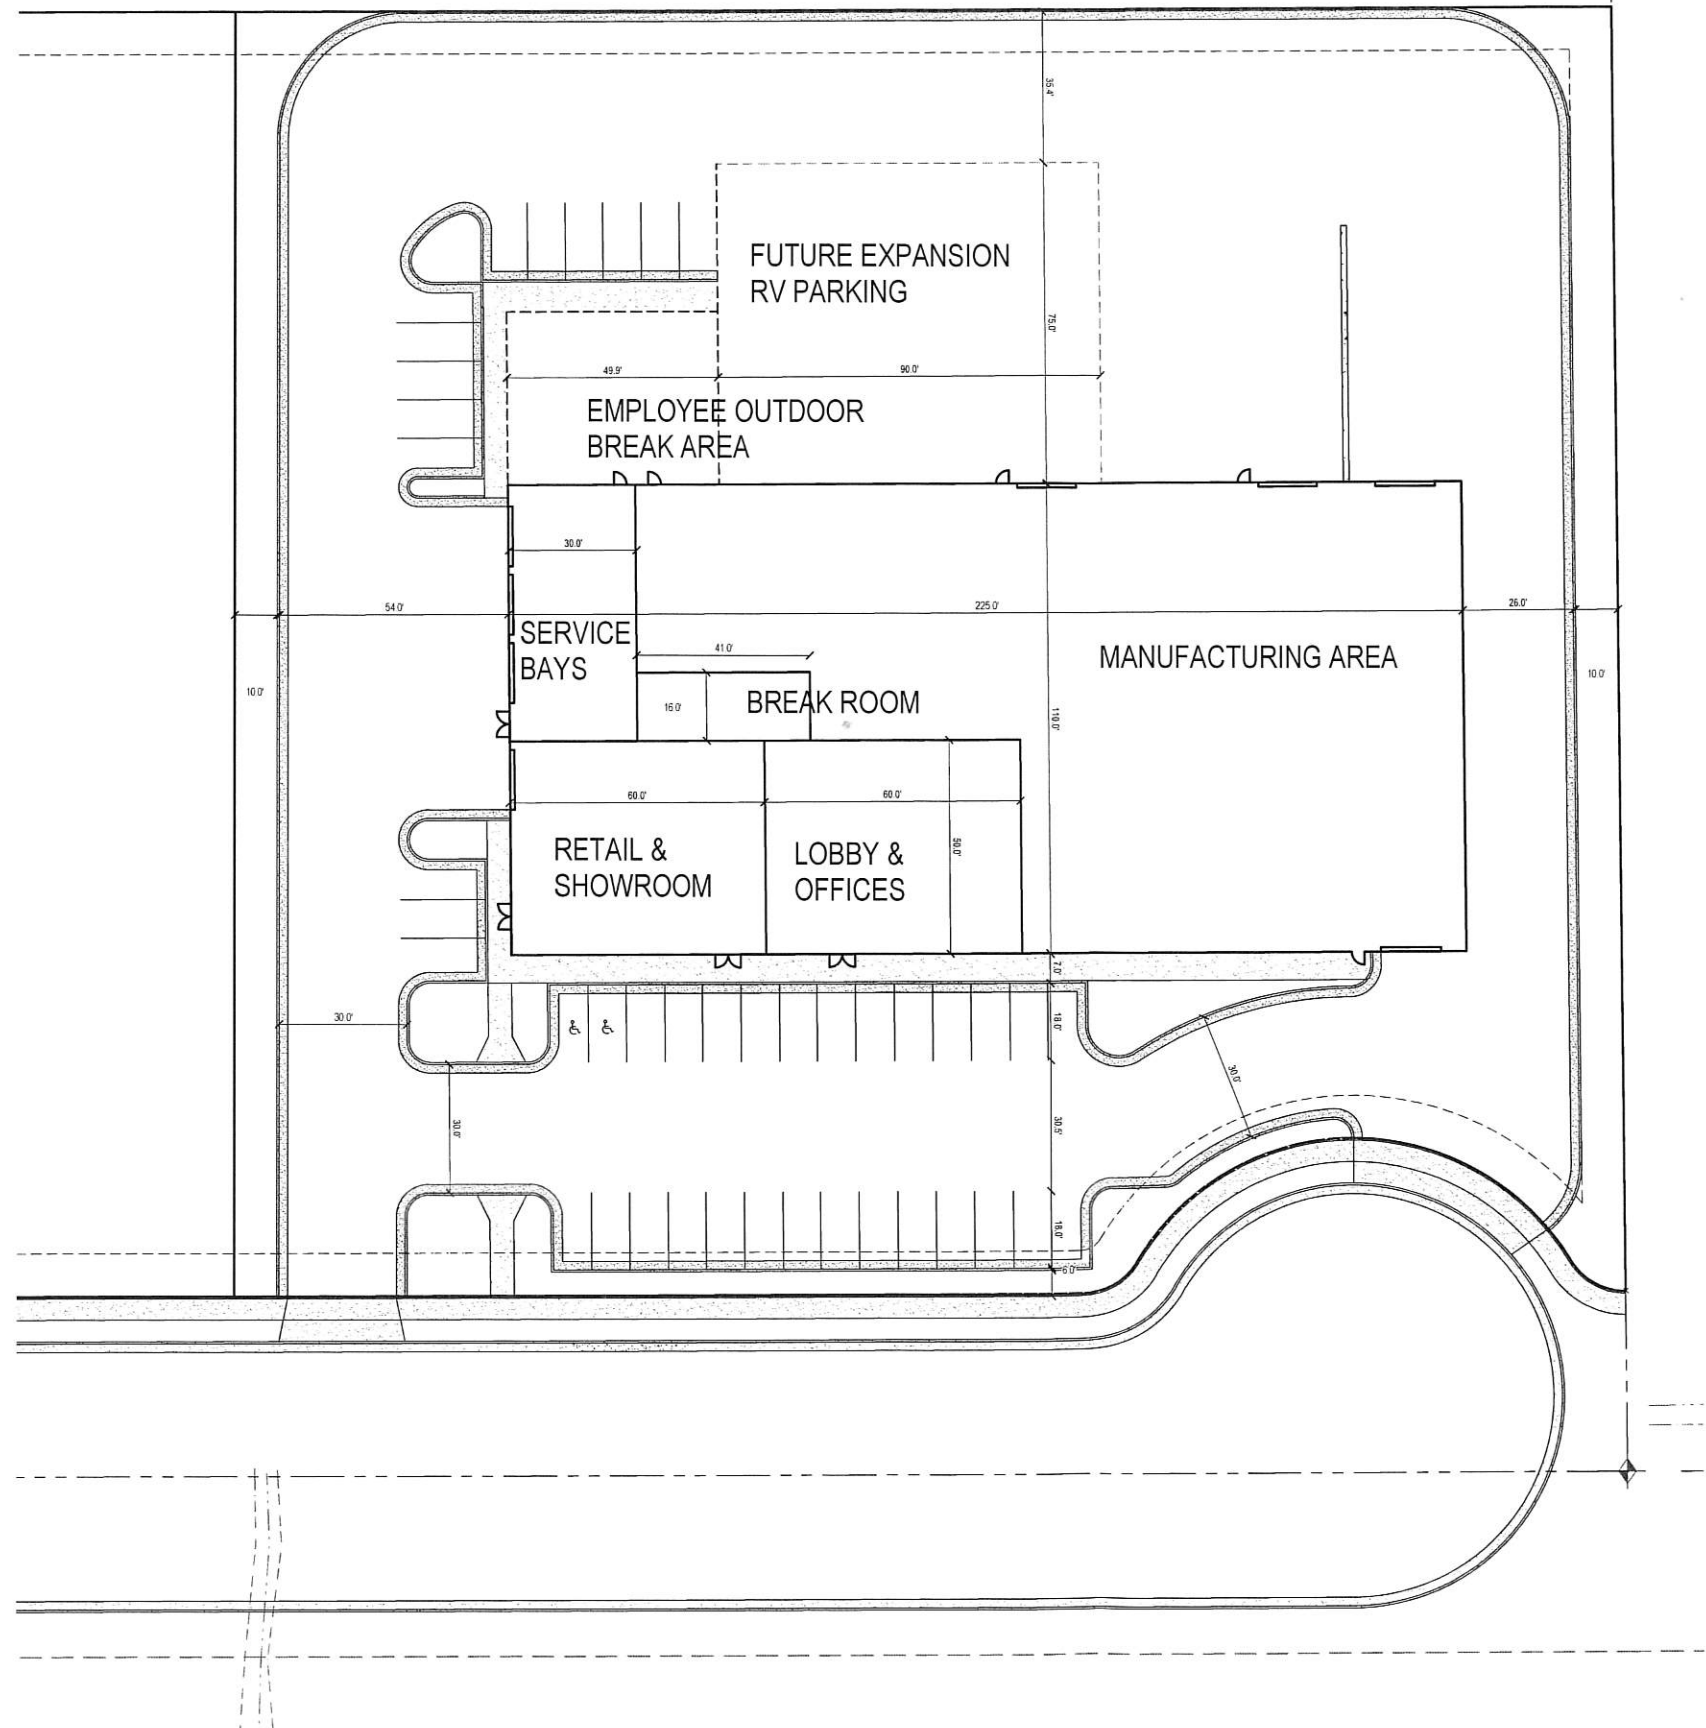 35.4'
FUTURE EXPANSION
RV PARKING
75.0'
49.9'
90.0'
EMPLOYEE OUTDOOR
BREAK AREA
30.0'
54.0'
225.0'
26.0'
SERVICE
BAYS
41.0'
MANUFACTURING AREA
10.0'
16.0'
BREAK ROOM
10.0'
110.0'
60.0'
60.0'
50.0'
RETAIL &
SHOWROOM
LOBBY &
OFFICES
7.0'
30.0'
18.0'
30.0'
30.0'
30.5'
18.0'
6.0'